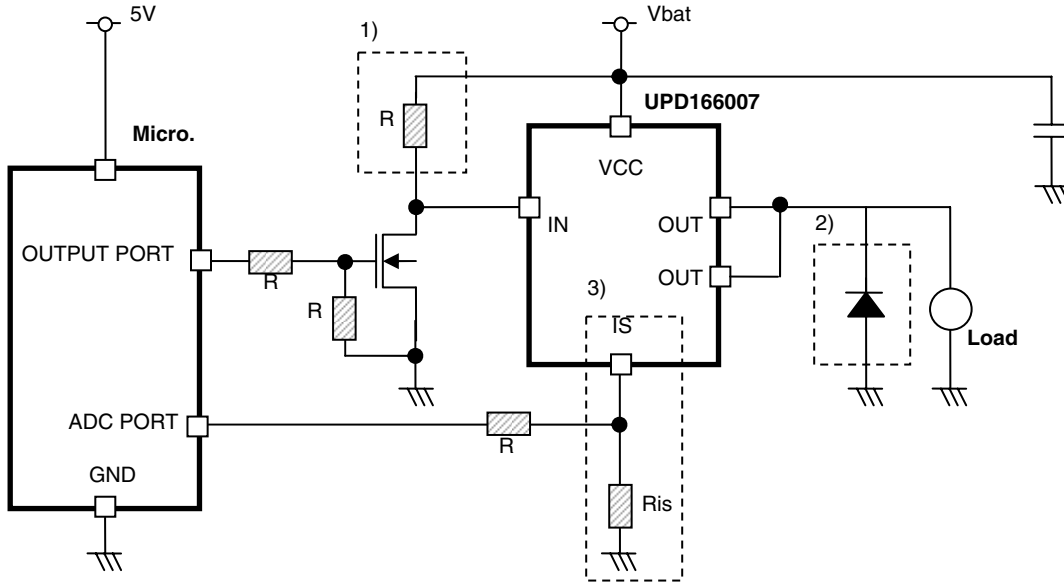 5V
1)
Vbat
R
UPD166007
Micro.
VCC
IN
OUT
2)
OUTPUT PORT
R
OUT
3)
R
IS
Load
ADC PORT
R
GND
Ris